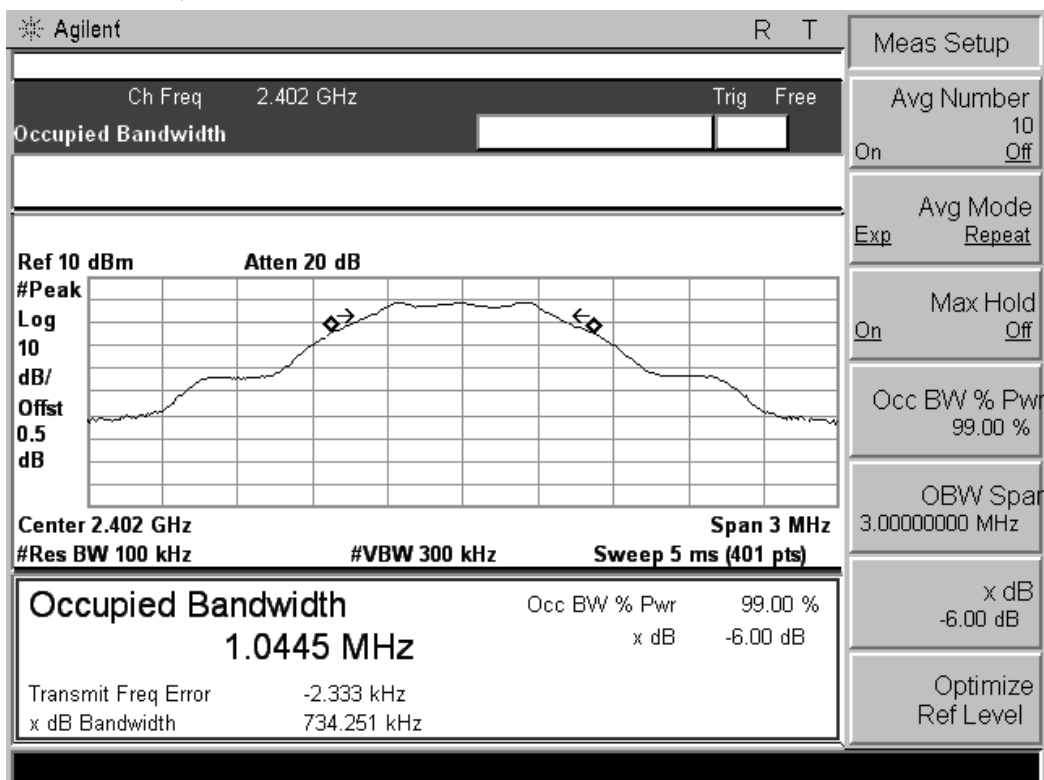 Agilent R T
Ch Freq 2.402 GHz Trig Free
Occupied Bandwidth
Ref 10 dBm Atten 20 dB
#Peak
Log
10
dB/
Offst
0.5
dB
Center 2.402 GHz Span 3 MHz
#Res BW 100 kHz #VBW 300 kHz Sweep 5 ms (401 pts)
Occupied Bandwidth
1.0445 MHz
Occ BW % Pwr 99.00 %
x dB -6.00 dB
Transmit Freq Error -2.333 kHz
x dB Bandwidth 734.251 kHz
Meas Setup
Avg Number
10
On Off
Avg Mode
Exp Repeat
Max Hold
On Off
Occ BW % Pwr
99.00 %
OBW Span
3.00000000 MHz
x dB
-6.00 dB
Optimize
Ref Level